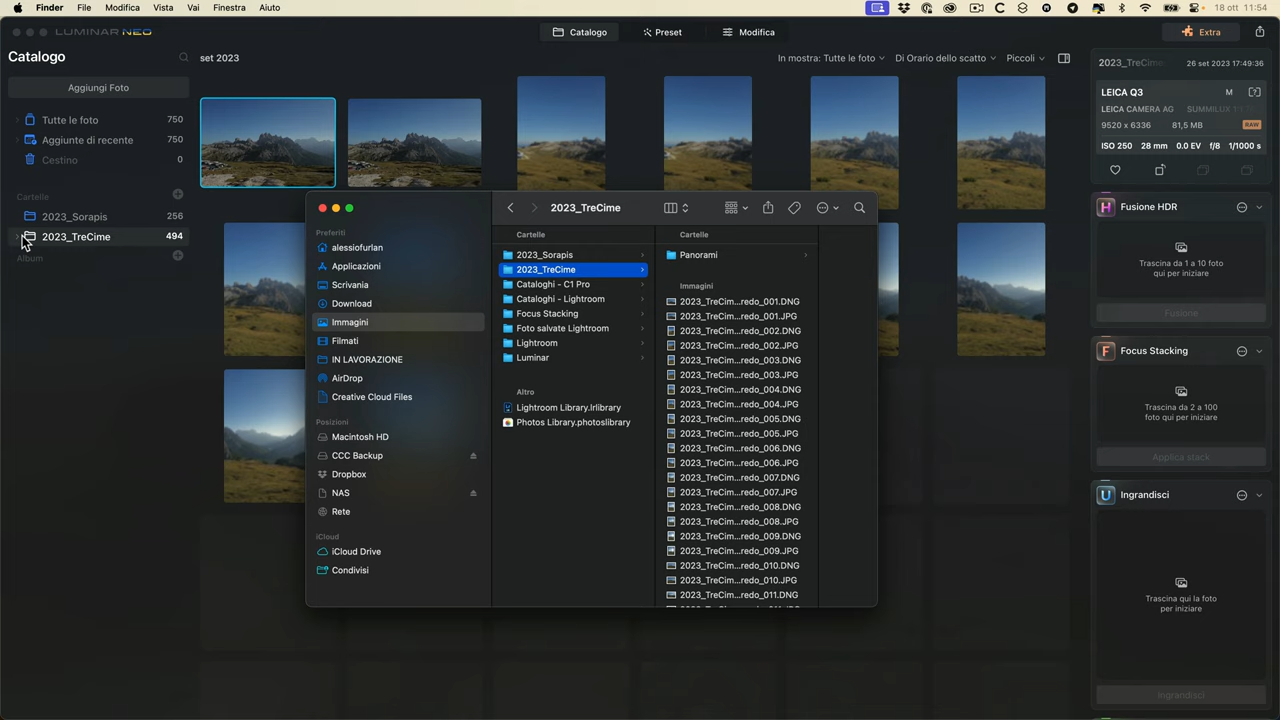 Finder File Modifica Vista Vai Finestra Aiuto
18 ott 11:54
LUMINAR NEO
Catalogo
Preset
Modifica
Extra
Catalogo
set 2023
In mostra: Tutte le foto
Di Orario dello scatto
Piccoli
Aggiungi Foto
Tutte le foto 750
Aggiunte di recente 750
Cestino 0
Cartelle
2023_Sorapis 256
2023_TreCime 494
Album
2023_TreCime
Preferiti
alessiofurlan
Applicazioni
Scrivania
Download
Immagini
Filmati
IN LAVORAZIONE
AirDrop
Creative Cloud Files
Posizioni
Macintosh HD
CCC Backup
Dropbox
NAS
Rete
iCloud
iCloud Drive
Condivisi
Cartelle
2023_Sorapis
2023_TreCime
Cataloghi - C1 Pro
Cataloghi - Lightroom
Focus Stacking
Foto salvate Lightroom
Lightroom
Luminar
Altro
Lightroom Library.lrlibrary
Photos Library.photoslibrary
Cartelle
Panorami
Immagini
2023_TreCim...redo_001.DNG
2023_TreCim...redo_001.JPG
2023_TreCim...redo_002.DNG
2023_TreCim...redo_002.JPG
2023_TreCim...redo_003.DNG
2023_TreCim...redo_003.JPG
2023_TreCim...redo_004.DNG
2023_TreCim...redo_004.JPG
2023_TreCim...redo_005.DNG
2023_TreCim...redo_005.JPG
2023_TreCim...redo_006.DNG
2023_TreCim...redo_006.JPG
2023_TreCim...redo_007.DNG
2023_TreCim...redo_007.JPG
2023_TreCim...redo_008.DNG
2023_TreCim...redo_008.JPG
2023_TreCim...redo_009.DNG
2023_TreCim...redo_009.JPG
2023_TreCim...redo_010.DNG
2023_TreCim...redo_010.JPG
2023_TreCim...redo_011.DNG
2023_TreCime 26 set 2023 17:49:36
LEICA Q3 M
LEICA CAMERA AG SUMMILUX
9520 x 6336 81,5 MB RAW
ISO 250 28 mm 0.0 EV f/8 1/1000 s
Fusione HDR
Trascina da 1 a 10 foto
qui per iniziare
Fusione
Focus Stacking
Trascina da 2 a 100
foto qui per iniziare
Applica stack
Ingrandisci
Trascina qui la foto
per iniziare
Ingrandisci